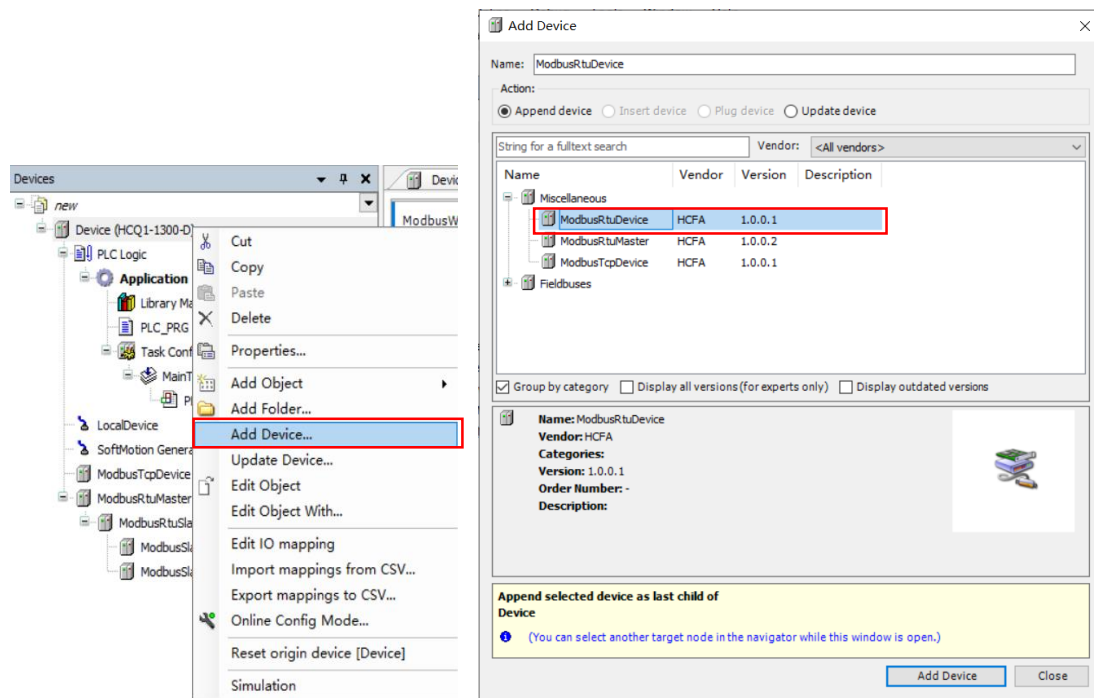 Devices
new
Device (HCQ1-1300-D)
PLC Logic
Application
Library Ma
PLC_PRG
Task Conf
MainT
LocalDevice
SoftMotion Genera
ModbusTcpDevice
ModbusRtuMaster
ModbusRtuSla
ModbusSla
ModbusSla
Devic
ModbusW
Cut
Copy
Paste
Delete
Properties...
Add Object
Add Folder...
Add Device...
Update Device...
Edit Object
Edit Object With...
Edit IO mapping
Import mappings from CSV...
Export mappings to CSV...
Online Config Mode...
Reset origin device [Device]
Simulation
Add Device
Name: ModbusRtuDevice
Action:
Append device Insert device Plug device Update device
String for a fulltext search Vendor: <All vendors>
Name Vendor Version Description
Miscellaneous
ModbusRtuDevice HCFA 1.0.0.1
ModbusRtuMaster HCFA 1.0.0.2
ModbusTcpDevice HCFA 1.0.0.1
Fieldbuses
Group by category Display all versions (for experts only) Display outdated versions
Name: ModbusRtuDevice
Vendor: HCFA
Categories:
Version: 1.0.0.1
Order Number: -
Description:
Append selected device as last child of
Device
(You can select another target node in the navigator while this window is open.)
Add Device Close